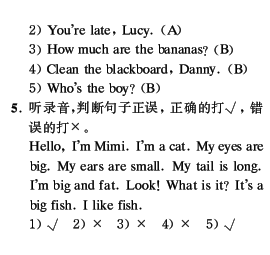 2) You're late, Lucy. (A)
3) How much are the bananas? (B)
4) Clean the blackboard, Danny. (B)
5) Who's the boy? (B)
5. 听录音,判断句子正误,正确的打√,错
误的打×。
Hello, I'm Mimi. I'm a cat. My eyes are
big. My ears are small. My tail is long.
I'm big and fat. Look! What is it? It's a
big fish. I like fish.
1) √ 2) × 3) × 4) × 5) √